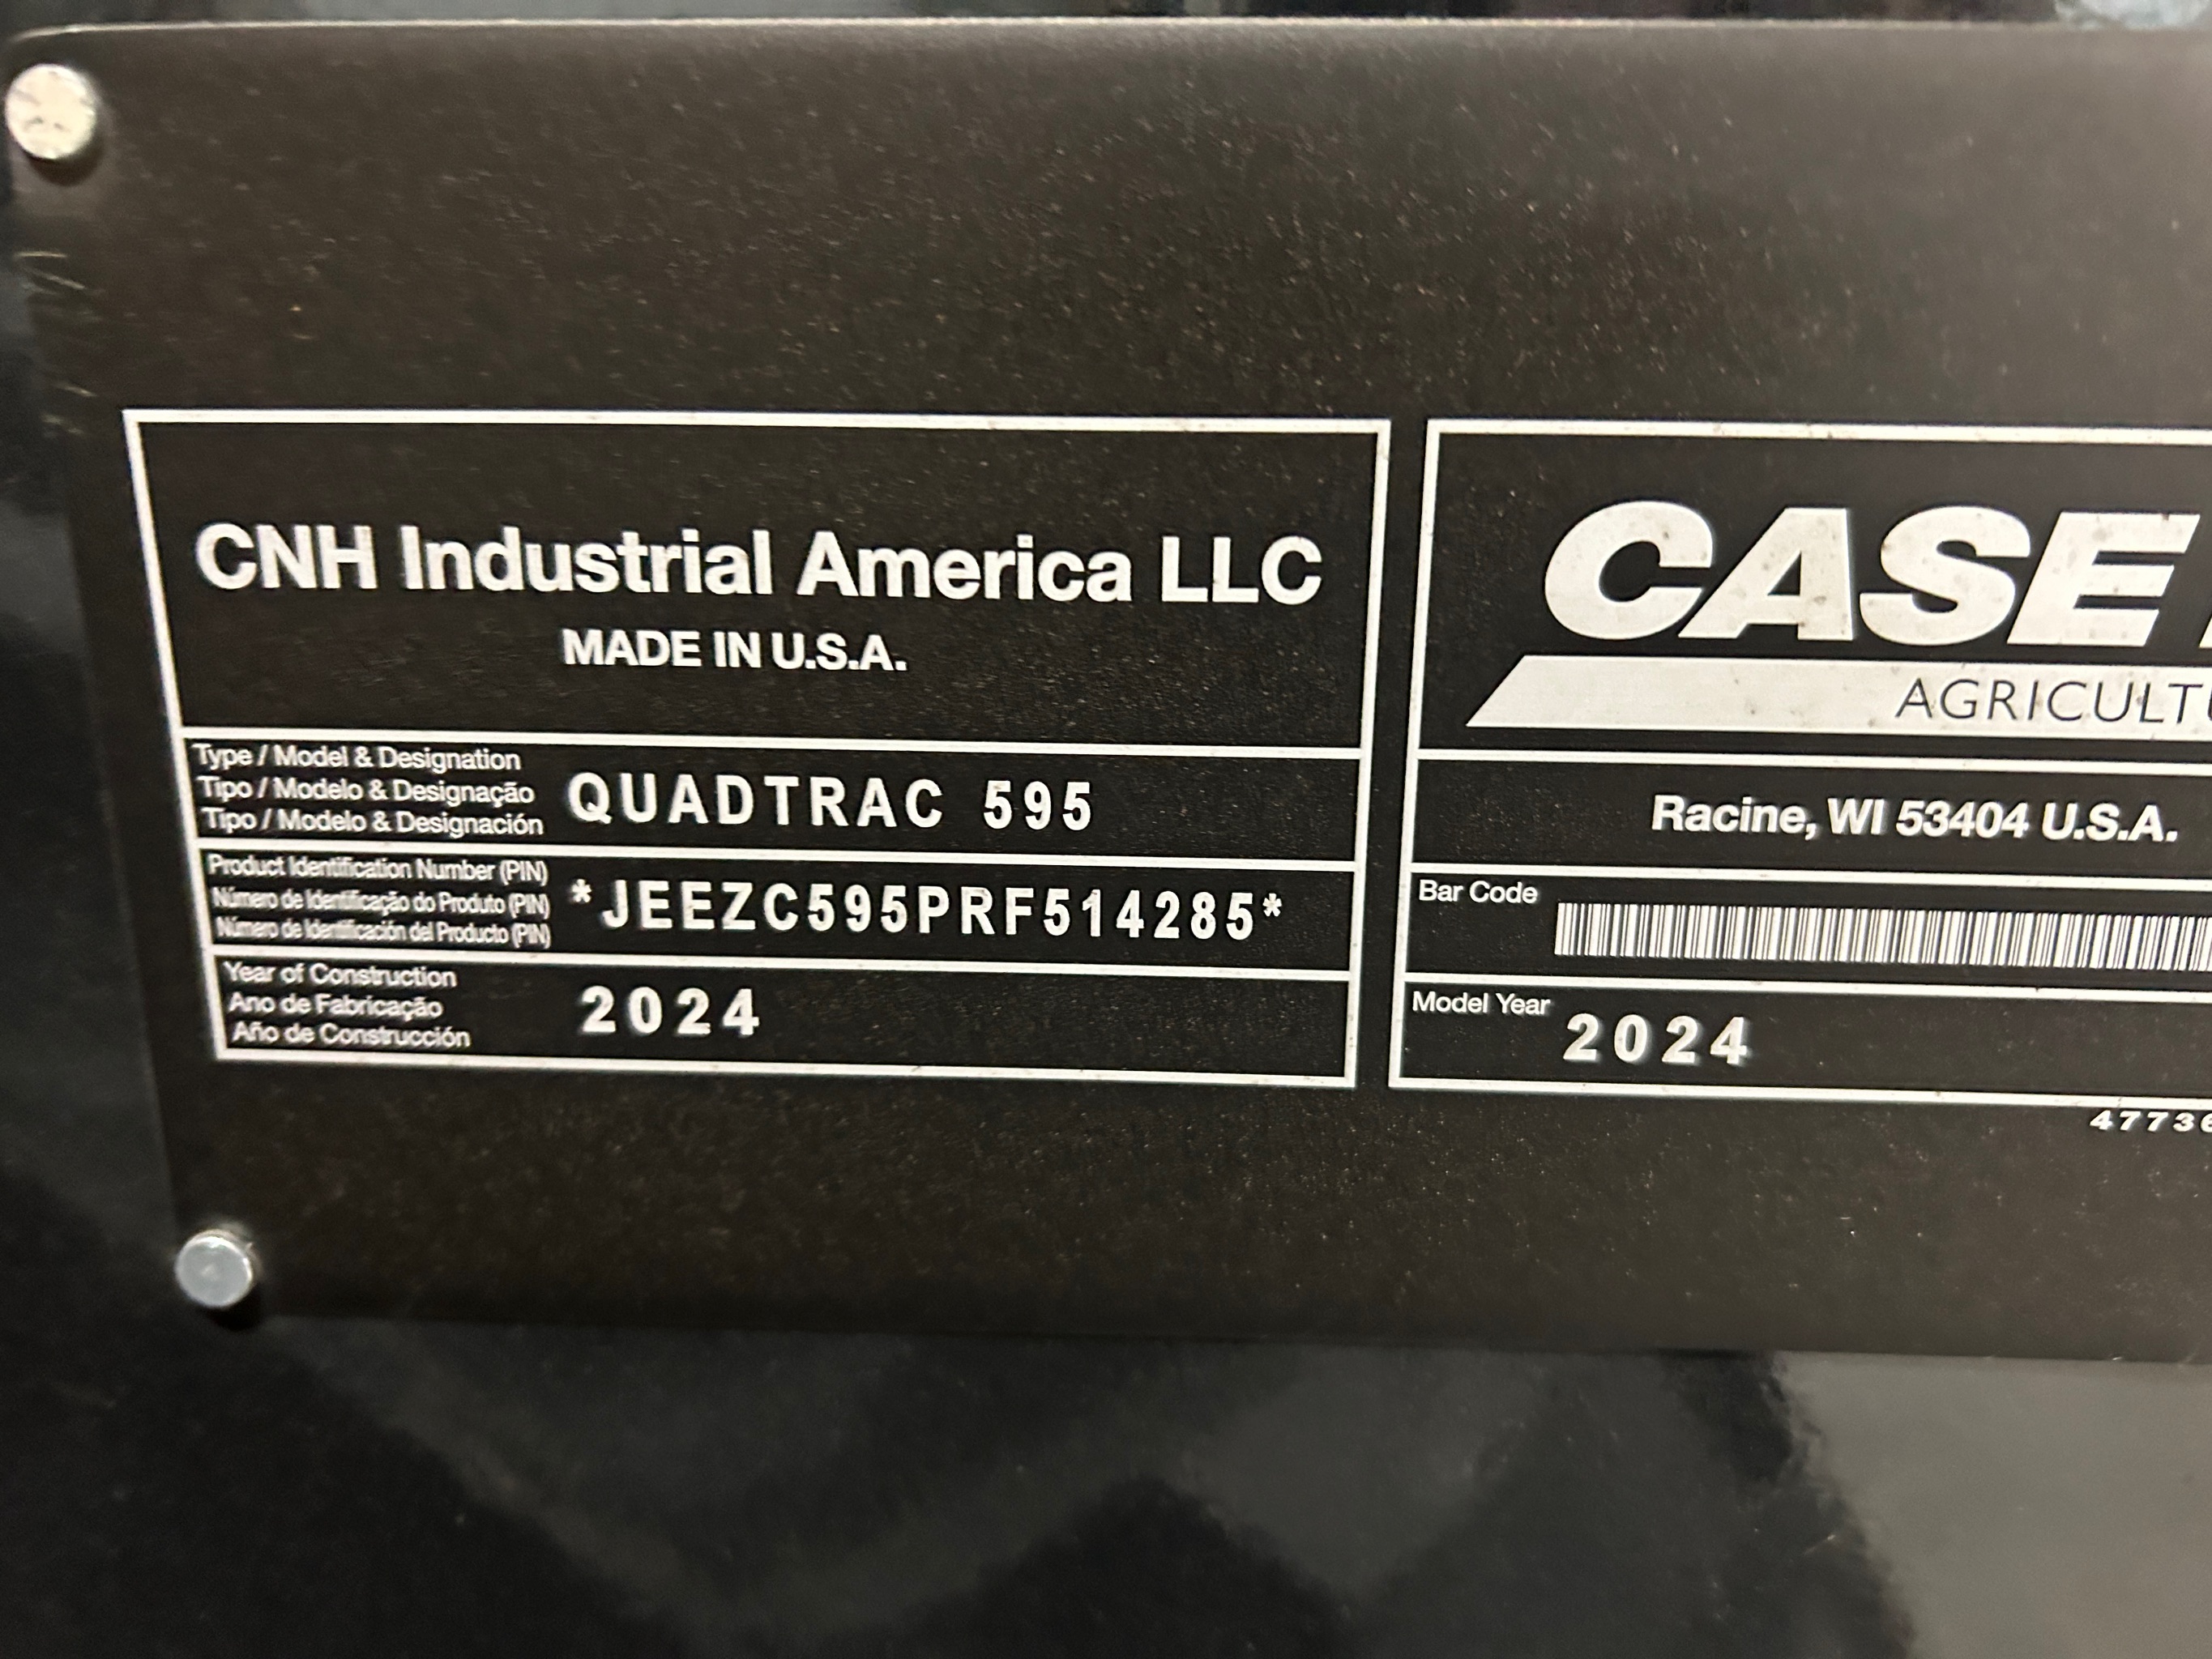 CNH Industrial America LLC
MADE IN U.S.A.
Type / Model & Designation
Tipo / Modelo & Designação
Tipo / Modelo & Designación
QUADTRAC 595
Product Identification Number (PIN)
Número de Identificação do Produto (PIN)
Número de Identificación del Producto (PIN)
*JEEZC595PRF514285*
Year of Construction
Ano de Fabricação
Año de Construcción
2024
CASE
AGRICULTU
Racine, WI 53404 U.S.A.
Bar Code
Model Year
2024
4773